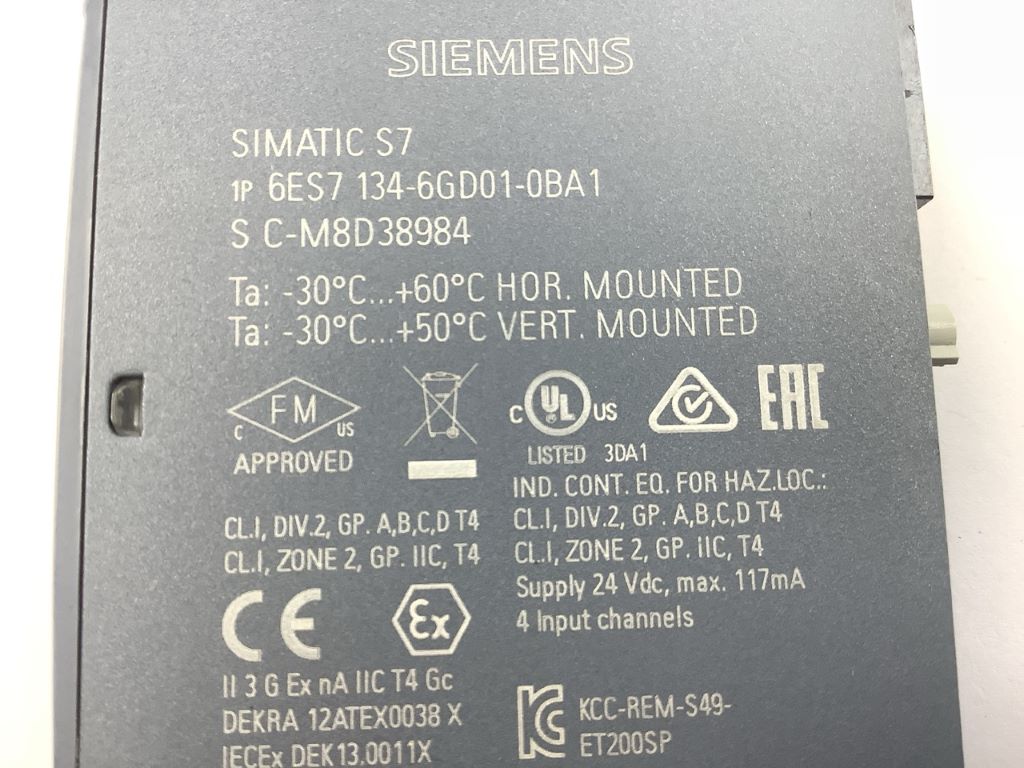 SIEMENS
SIMATIC S7
1P 6ES7 134-6GD01-0BA1
S C-M8D38984
Ta: -30°C...+60°C HOR. MOUNTED
Ta: -30°C...+50°C VERT. MOUNTED
FM
C US
APPROVED
C UL US
LISTED 3DA1
EAC
IND. CONT. EQ. FOR HAZ.LOC.:
CL.I, DIV.2, GP. A,B,C,D T4
CL.I, ZONE 2, GP. IIC, T4
CL.I, DIV.2, GP. A,B,C,D T4
CL.I, ZONE 2, GP. IIC, T4
Supply 24 Vdc, max. 117mA
4 Input channels
CE
Ex
II 3 G Ex nA IIC T4 Gc
DEKRA 12ATEX0038 X
IECEx DEK13.0011X
KC
KCC-REM-S49-
ET200SP